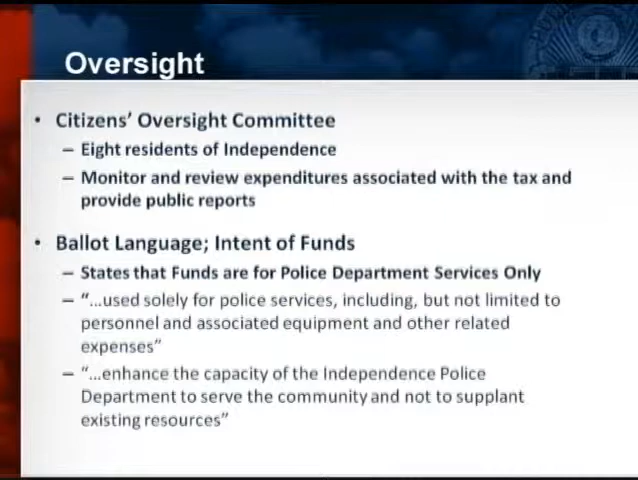 Oversight
• Citizens' Oversight Committee
– Eight residents of Independence
– Monitor and review expenditures associated with the tax and
provide public reports
• Ballot Language; Intent of Funds
– States that Funds are for Police Department Services Only
– "...used solely for police services, including, but not limited to
personnel and associated equipment and other related
expenses"
– "...enhance the capacity of the Independence Police
Department to serve the community and not to supplant
existing resources"